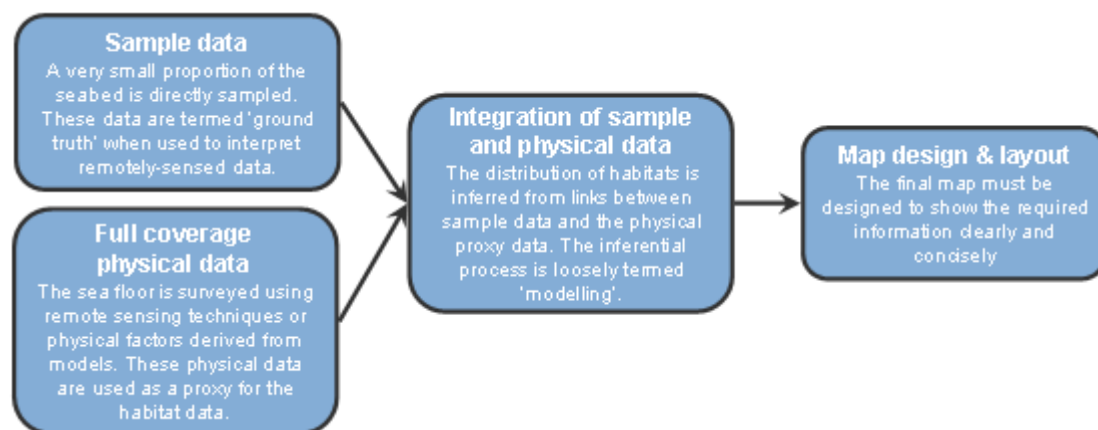 Sample data
A very small proportion of the
seabed is directly sampled.
These data are termed 'ground
truth' when used to interpret
remotely-sensed data.
Full coverage
physical data
The sea floor is surveyed using
remote sensing techniques or
physical factors derived from
models. These physical data
are used as a proxy for the
habitat data.
Integration of sample
and physical data
The distribution of habitats is
inferred from links between
sample data and the physical
proxy data. The inferential
process is loosely termed
'modelling'.
Map design & layout
The final map must be
designed to show the required
information clearly and
concisely